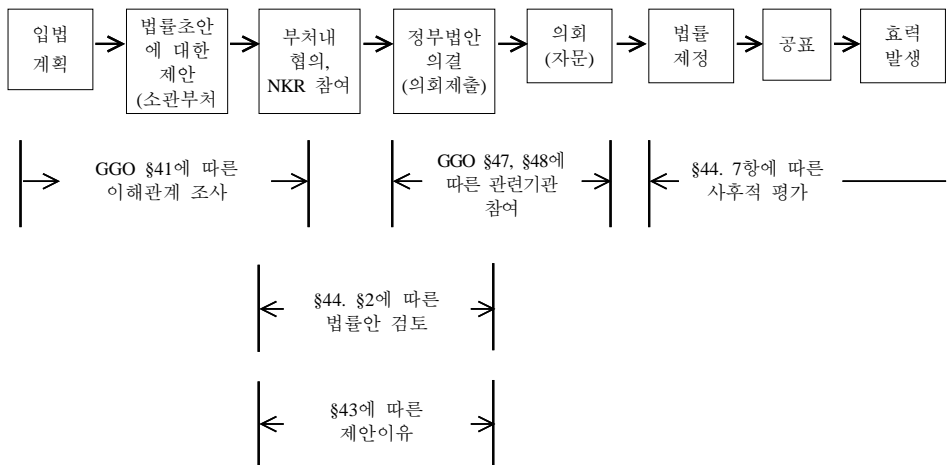 입법
계획
법률초안
에 대한
제안
(소관부처
부처내
협의,
NKR 참여
정부법안
의결
(의회제출)
의회
(자문)
법률
제정
공표
효력
발생
GGO §41에 따른
이해관계 조사
GGO §47, §48에
따른 관련기관
참여
§44. 7항에 따른
사후적 평가
§44. §2에 따른
법률안 검토
§43에 따른
제안이유